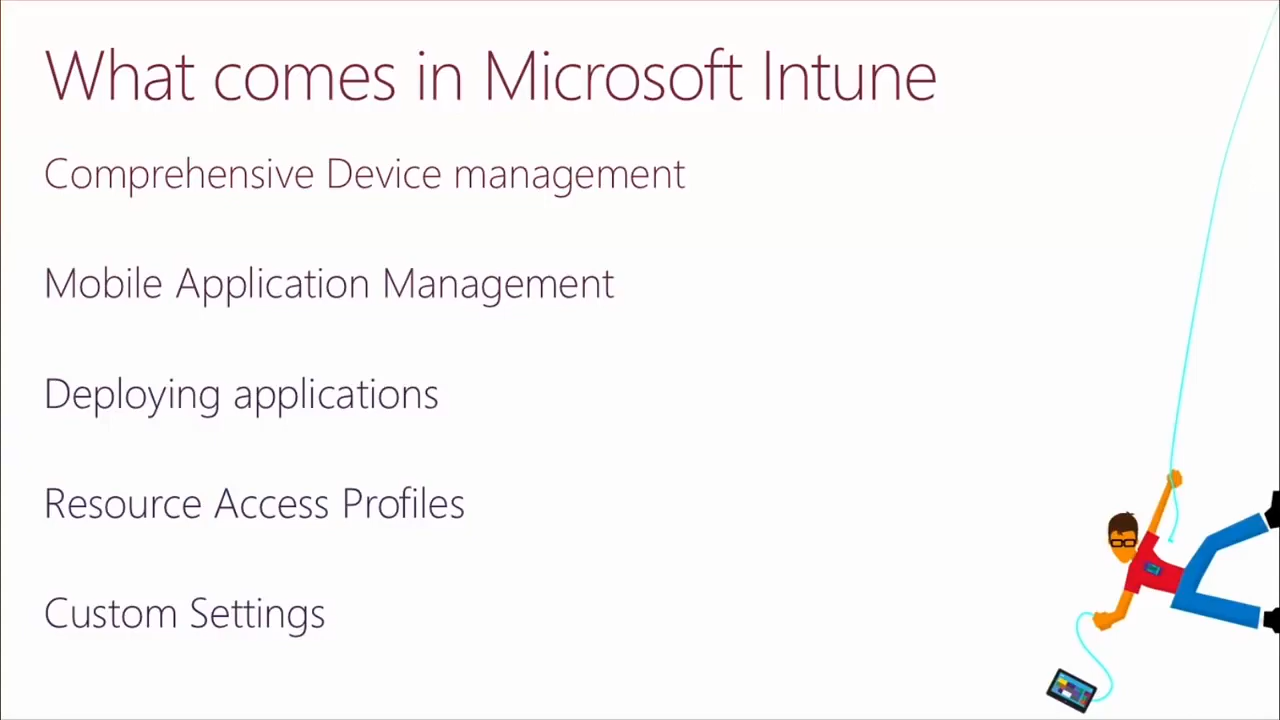 What comes in Microsoft Intune
Comprehensive Device management
Mobile Application Management
Deploying applications
Resource Access Profiles
Custom Settings